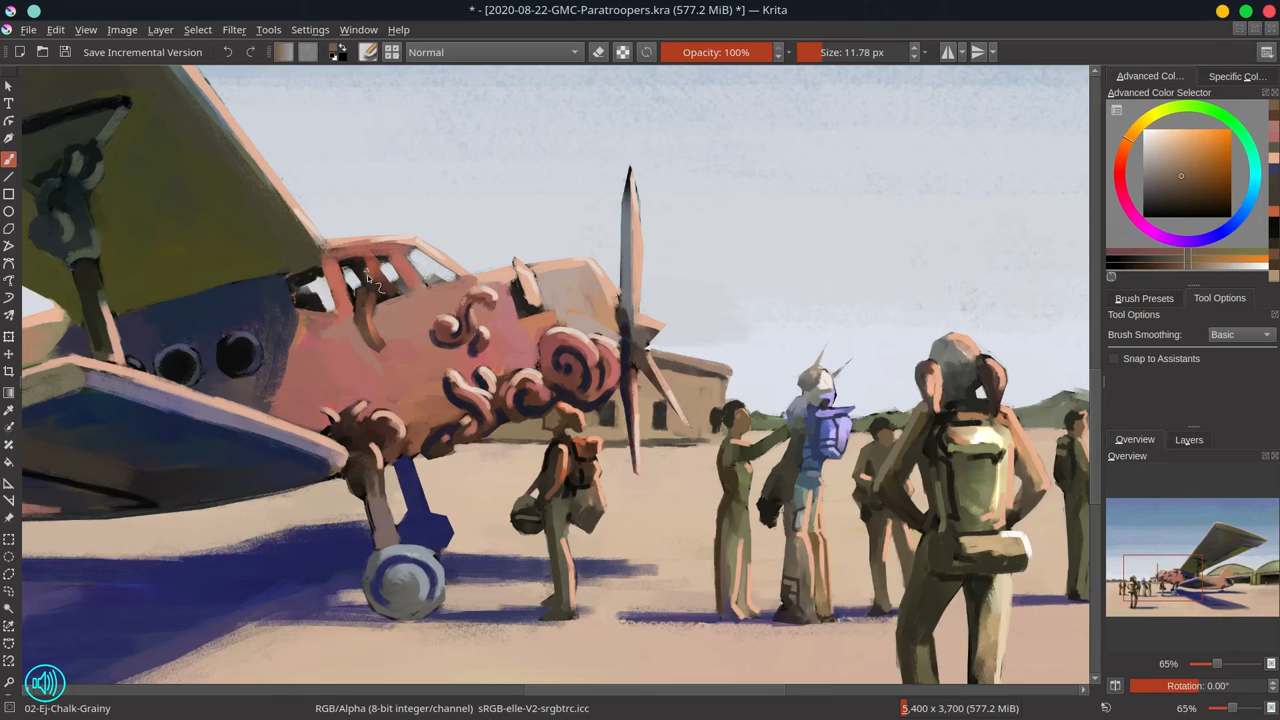 * - [2020-08-22-GMC-Paratroopers.kra (577.2 MiB) *] — Krita
File Edit View Image Layer Select Filter Tools Settings Window Help
Save Incremental Version Normal Opacity: 100% Size: 11.78 px
Advanced Col... Specific Col...
Advanced Color Selector
Brush Presets Tool Options
Tool Options
Brush Smoothing: Basic
Snap to Assistants
Overview Layers
Overview
65%
Rotation: 0.00°
02-Ej-Chalk-Grainy RGB/Alpha (8-bit integer/channel) sRGB-elle-V2-srgbtrc.icc 5,400 x 3,700 (577.2 MiB) 65%